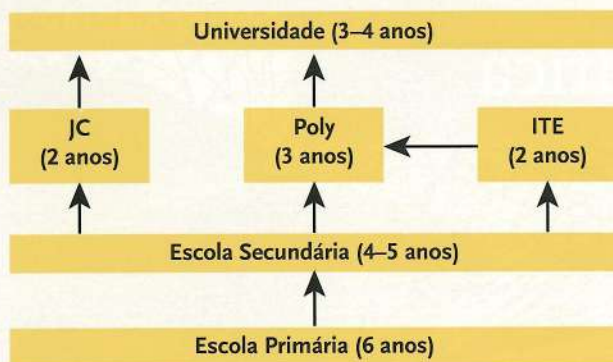 Universidade (3–4 anos)
JC
(2 anos)
Poly
(3 anos)
ITE
(2 anos)
Escola Secundária (4–5 anos)
Escola Primária (6 anos)